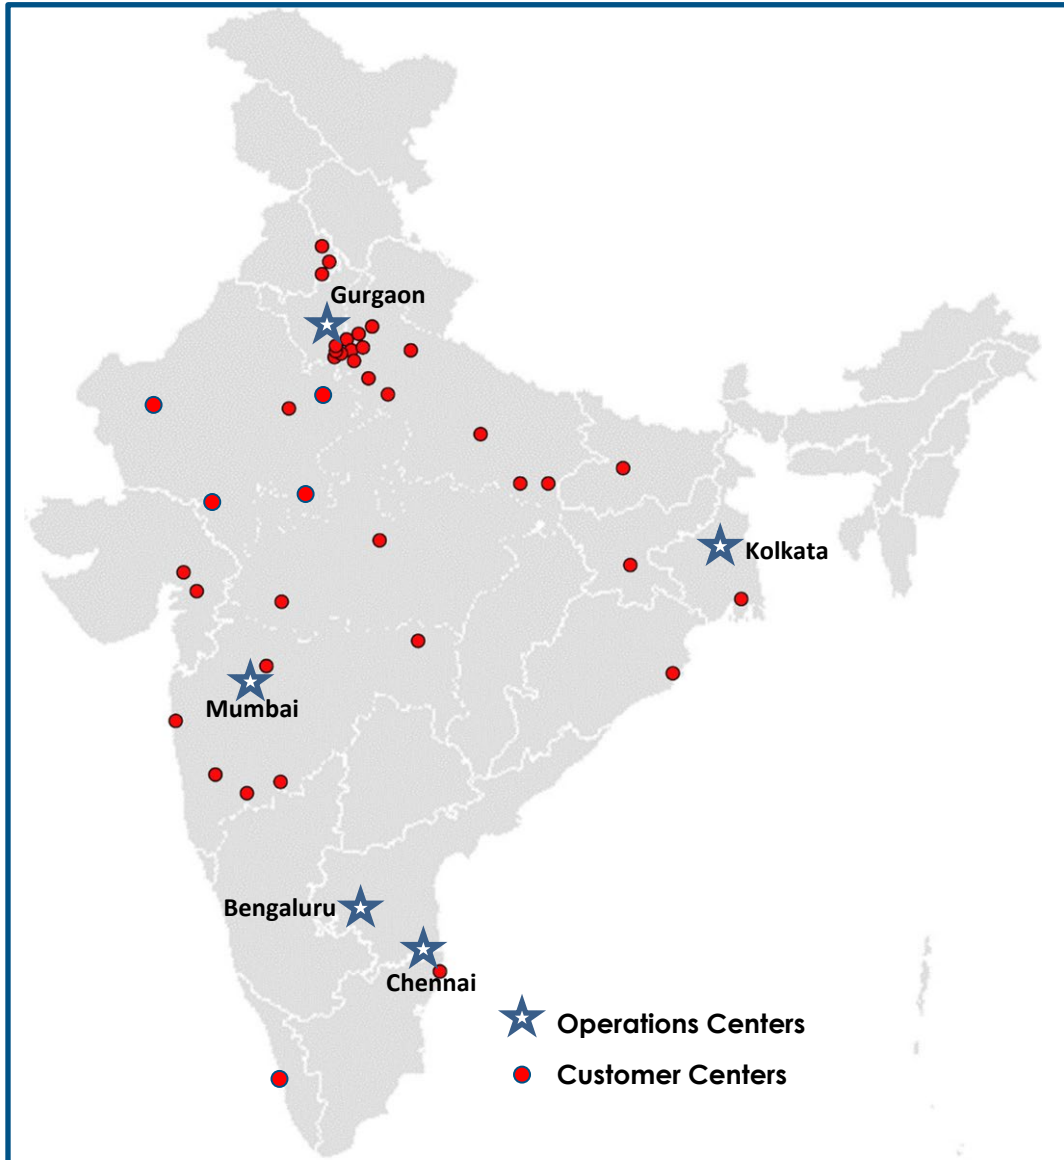 Gurgaon
Kolkata
Mumbai
Bengaluru
Chennai
Operations Centers
Customer Centers